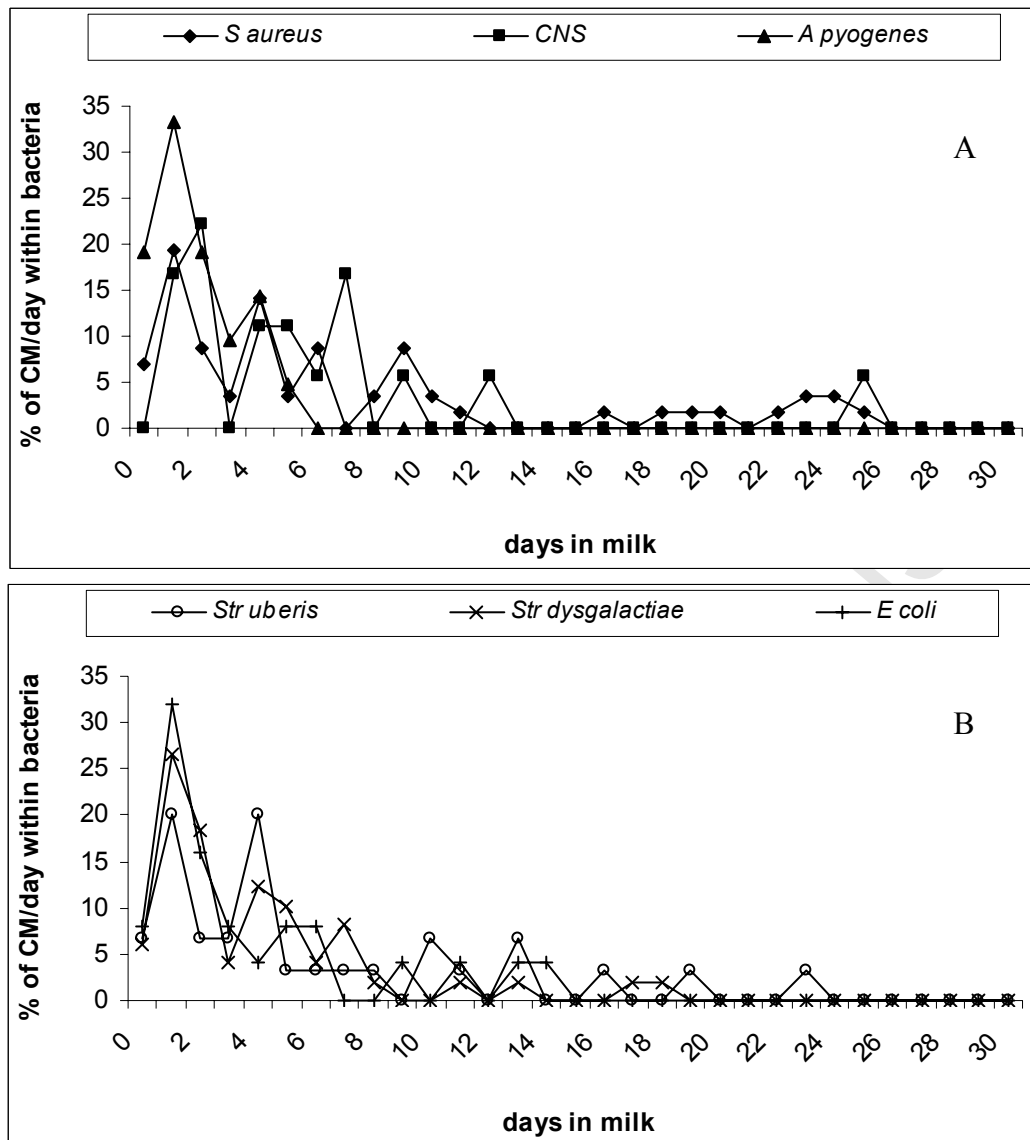 S aureus CNS A pyogenes
A
% of CM/day within bacteria
35
30
25
20
15
10
5
0
0 2 4 6 8 10 12 14 16 18 20 22 24 26 28 30
days in milk
Str uberis Str dysgalactiae E coli
B
% of CM/day within bacteria
35
30
25
20
15
10
5
0
0 2 4 6 8 10 12 14 16 18 20 22 24 26 28 30
days in milk